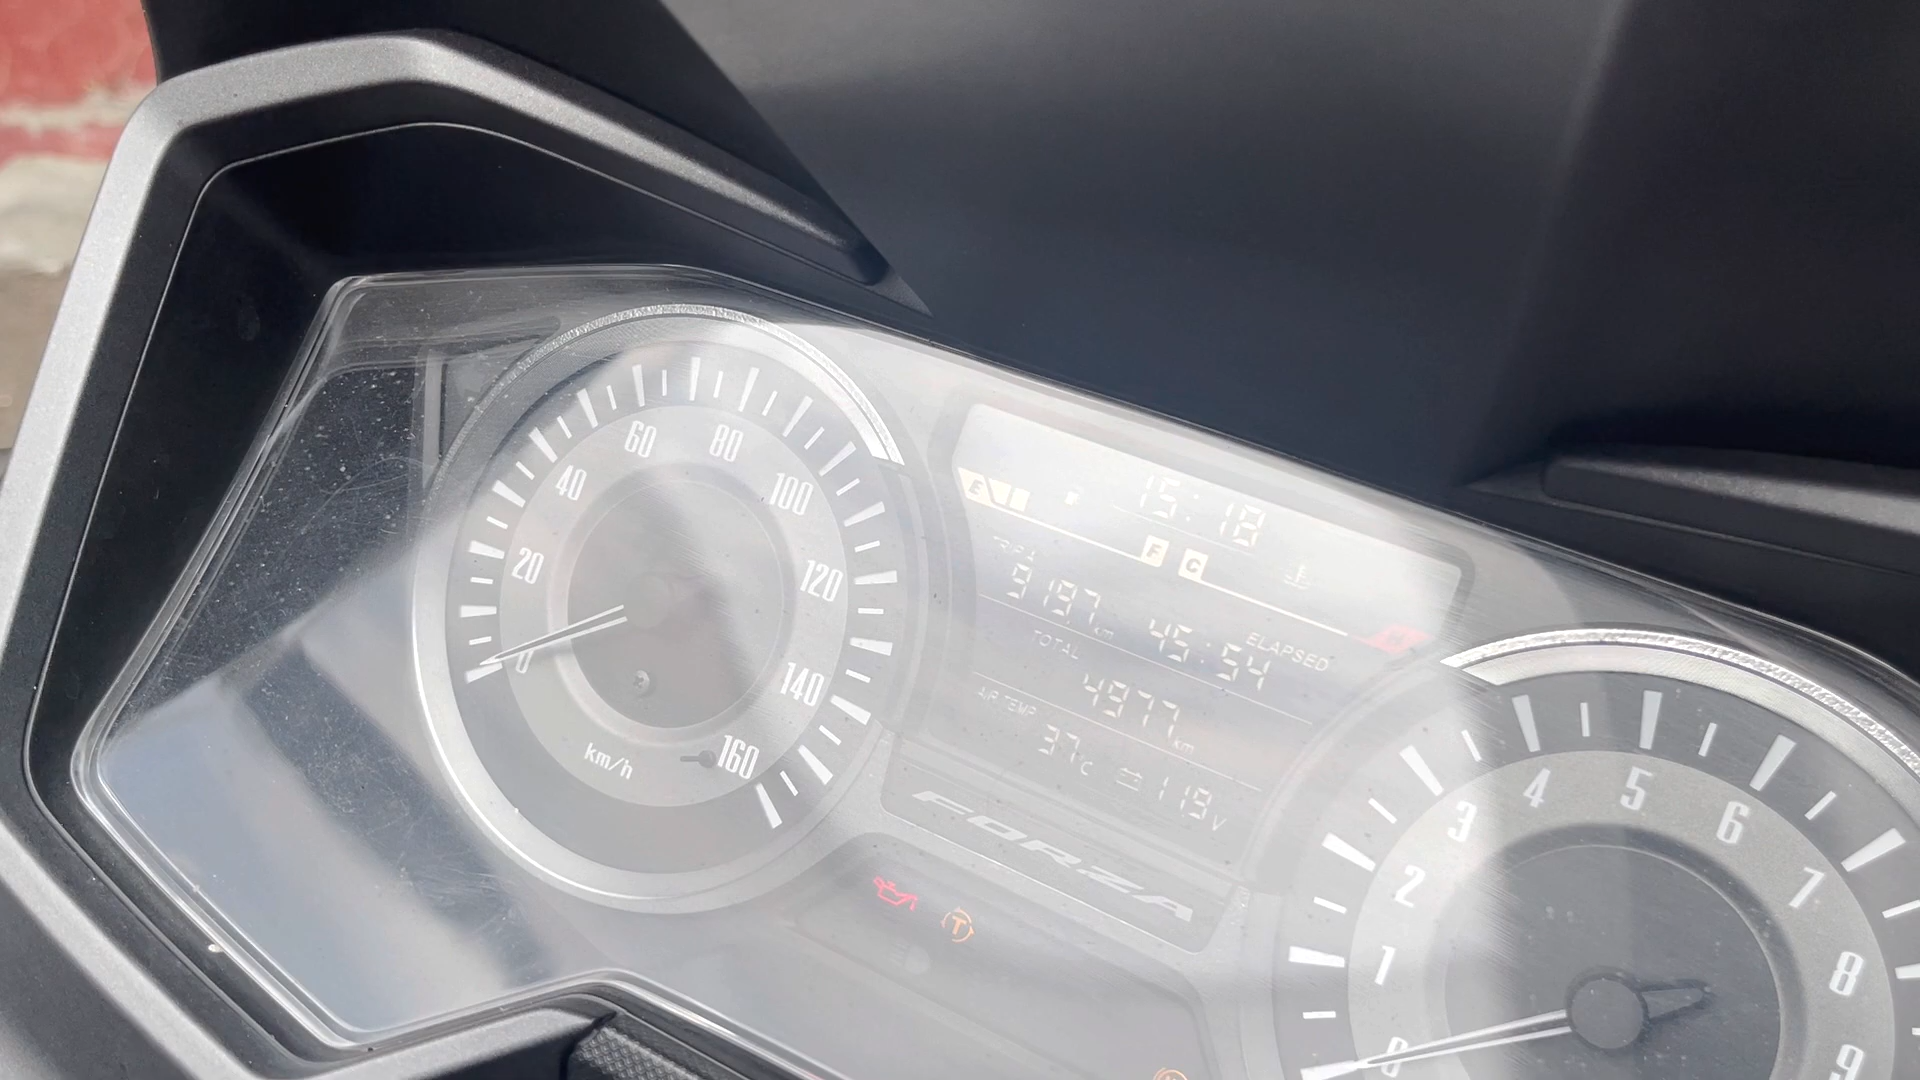 0
20
40
60
80
100
120
140
160
km/h
15:18
E
F
C
H
TRIP A
919.7 km
ELAPSED
45:54
TOTAL
4977 km
AIR TEMP
37°C
11.9 V
FORZA
T
0
1
2
3
4
5
6
7
8
9